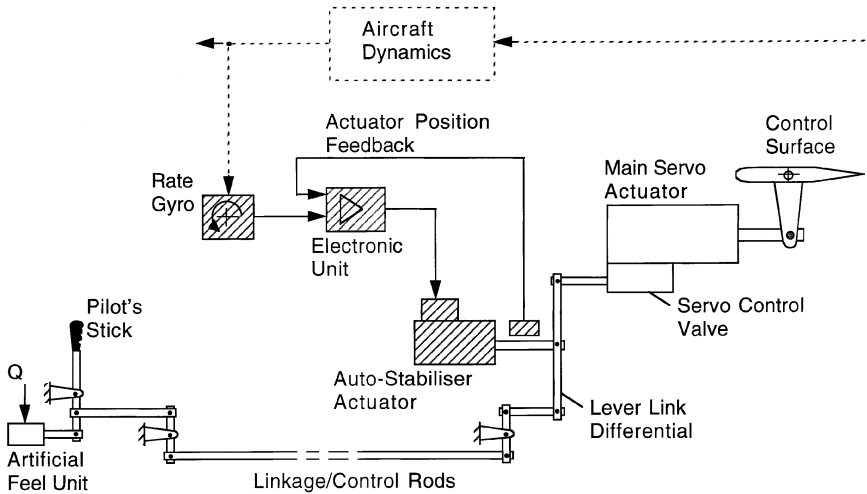 Aircraft
Dynamics
Actuator Position
Feedback
Control
Surface
Rate
Gyro
Main Servo
Actuator
Electronic
Unit
Pilot's
Stick
Servo Control
Valve
Q
Auto-Stabiliser
Actuator
Lever Link
Differential
Artificial
Feel Unit
Linkage/Control Rods